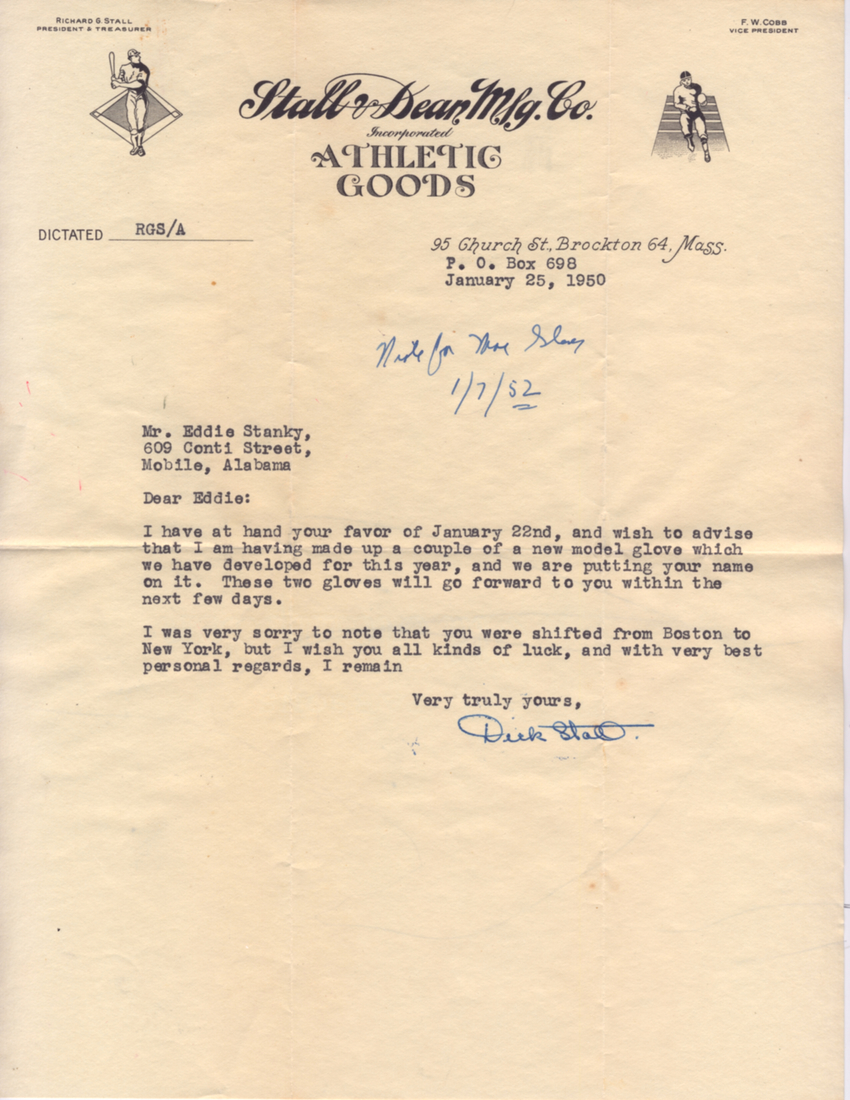 RICHARD G. STALL
PRESIDENT & TREASURER
F. W. COBB
VICE PRESIDENT
Stall & Dean Mfg. Co.
Incorporated
ATHLETIC
GOODS
DICTATED RGS/A
95 Church St., Brockton 64, Mass.
P. O. Box 698
January 25, 1950
1/7/52
Mr. Eddie Stanky,
609 Conti Street,
Mobile, Alabama
Dear Eddie:
I have at hand your favor of January 22nd, and wish to advise
that I am having made up a couple of a new model glove which
we have developed for this year, and we are putting your name
on it.  These two gloves will go forward to you within the
next few days.
I was very sorry to note that you were shifted from Boston to
New York, but I wish you all kinds of luck, and with very best
personal regards, I remain
Very truly yours,
Dick Stall.